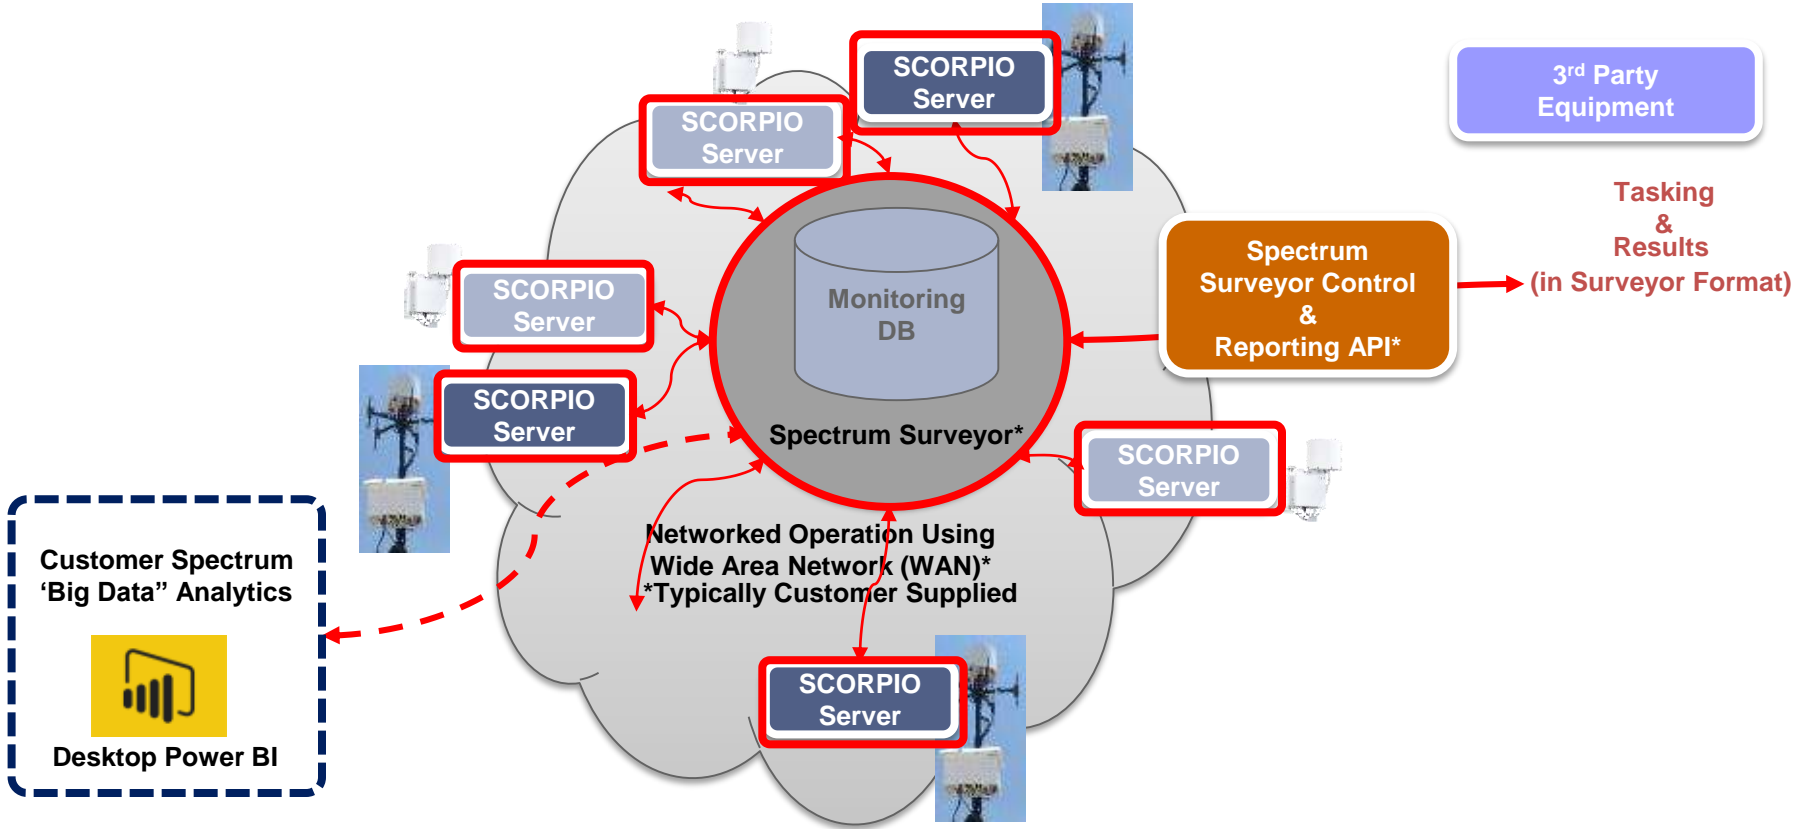 SCORPIO
Server
SCORPIO
Server
3rd Party
Equipment
Tasking
&
Results
(in Surveyor Format)
Spectrum
Surveyor Control
&
Reporting API*
SCORPIO
Server
Monitoring
DB
SCORPIO
Server
Spectrum Surveyor*
SCORPIO
Server
Networked Operation Using
Wide Area Network (WAN)*
*Typically Customer Supplied
Customer Spectrum
‘Big Data” Analytics
Desktop Power BI
SCORPIO
Server